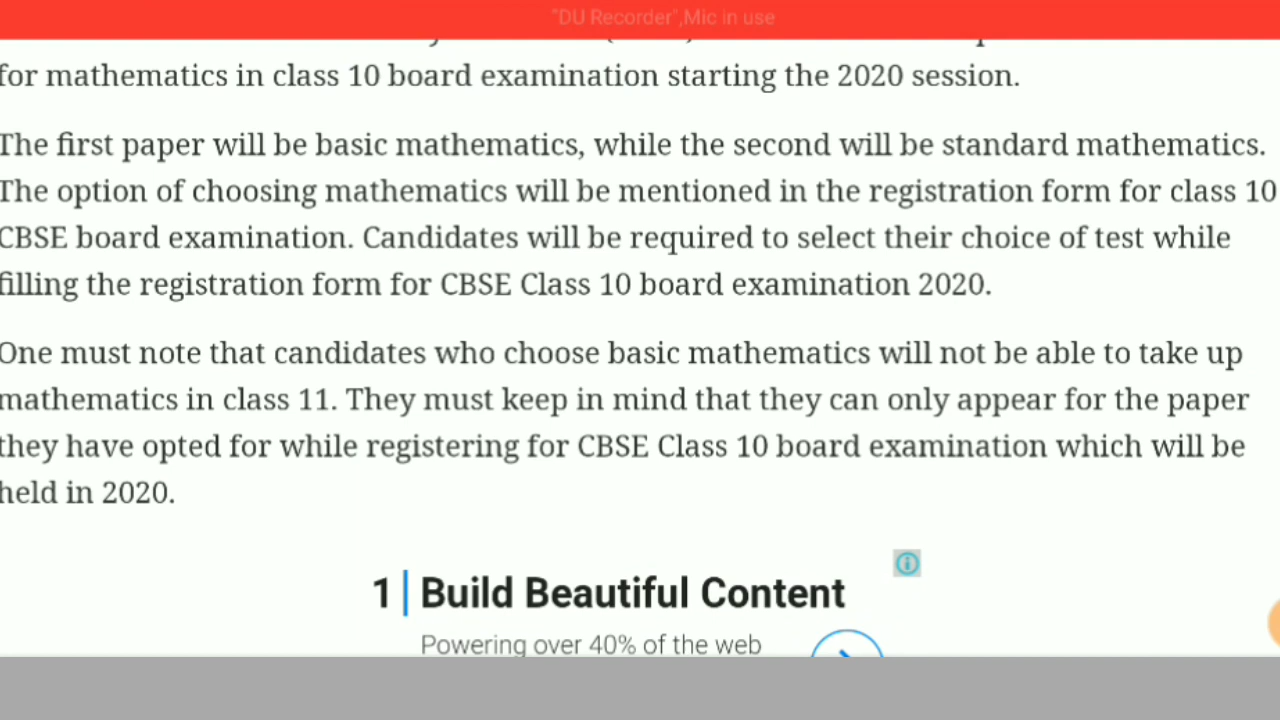 "DU Recorder",Mic in use
for mathematics in class 10 board examination starting the 2020 session.
The first paper will be basic mathematics, while the second will be standard mathematics.
The option of choosing mathematics will be mentioned in the registration form for class 10
CBSE board examination. Candidates will be required to select their choice of test while
filling the registration form for CBSE Class 10 board examination 2020.
One must note that candidates who choose basic mathematics will not be able to take up
mathematics in class 11. They must keep in mind that they can only appear for the paper
they have opted for while registering for CBSE Class 10 board examination which will be
held in 2020.
1 Build Beautiful Content
Powering over 40% of the web